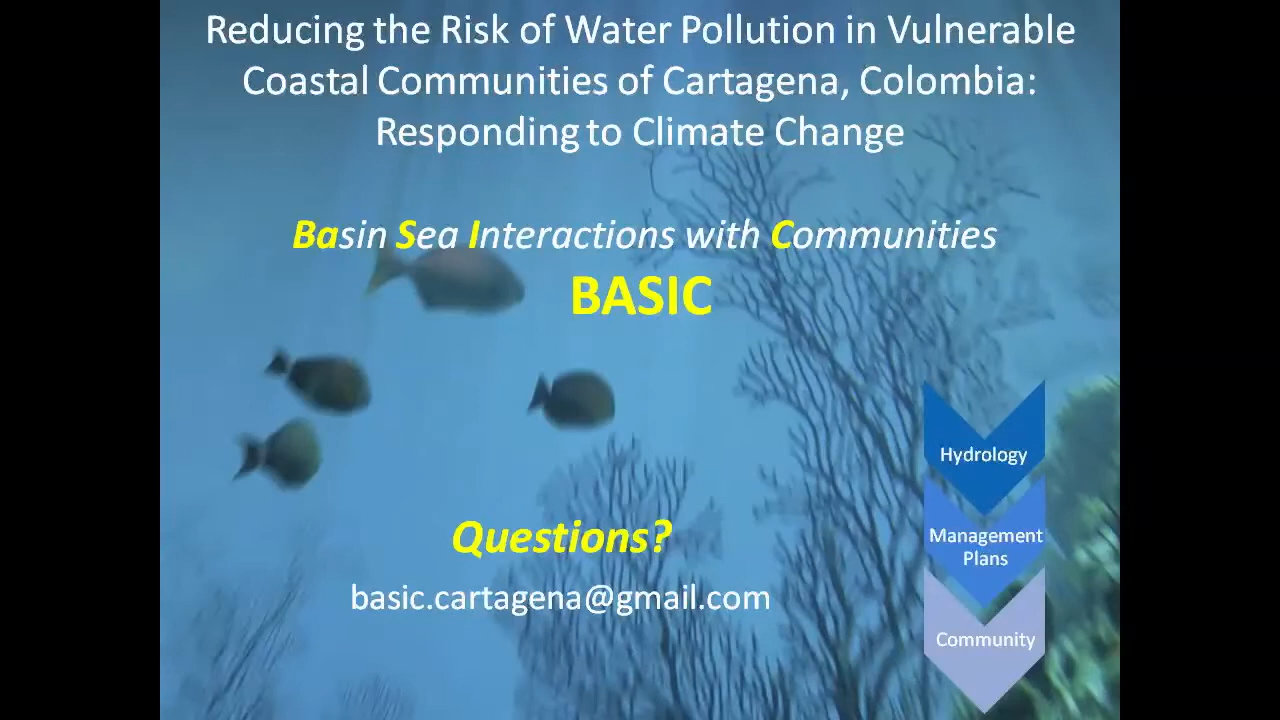 Reducing the Risk of Water Pollution in Vulnerable
Coastal Communities of Cartagena, Colombia:
Responding to Climate Change
Basin Sea Interactions with Communities
BASIC
Hydrology
Management
Plans
Community
Questions?
basic.cartagena@gmail.com